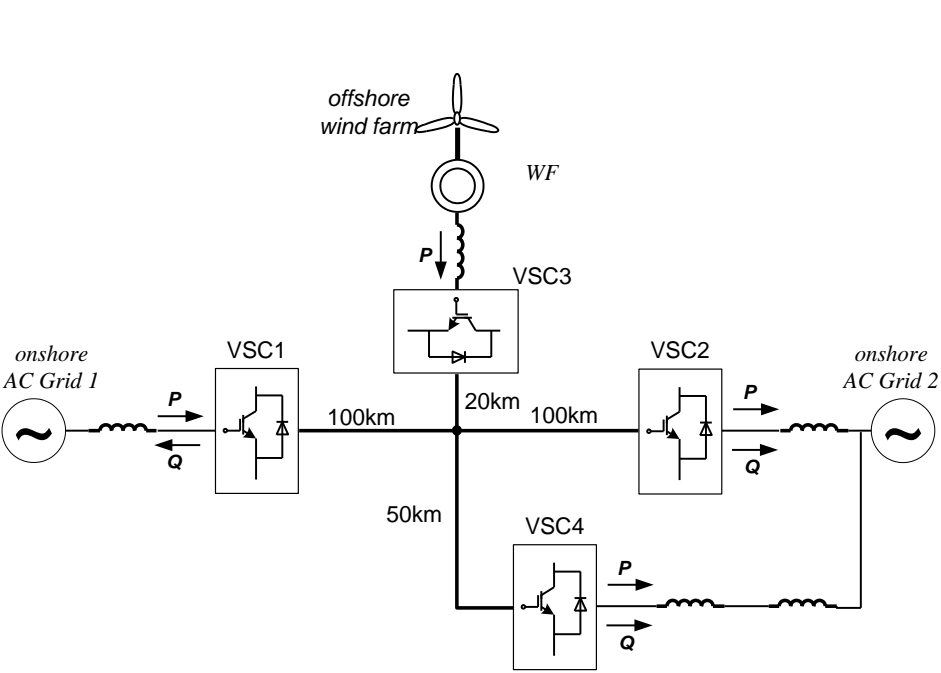 offshore
wind farm
WF
P
VSC3
onshore
AC Grid 1
VSC1
VSC2
onshore
AC Grid 2
P
20km
P
100km
100km
Q
Q
50km
VSC4
P
Q